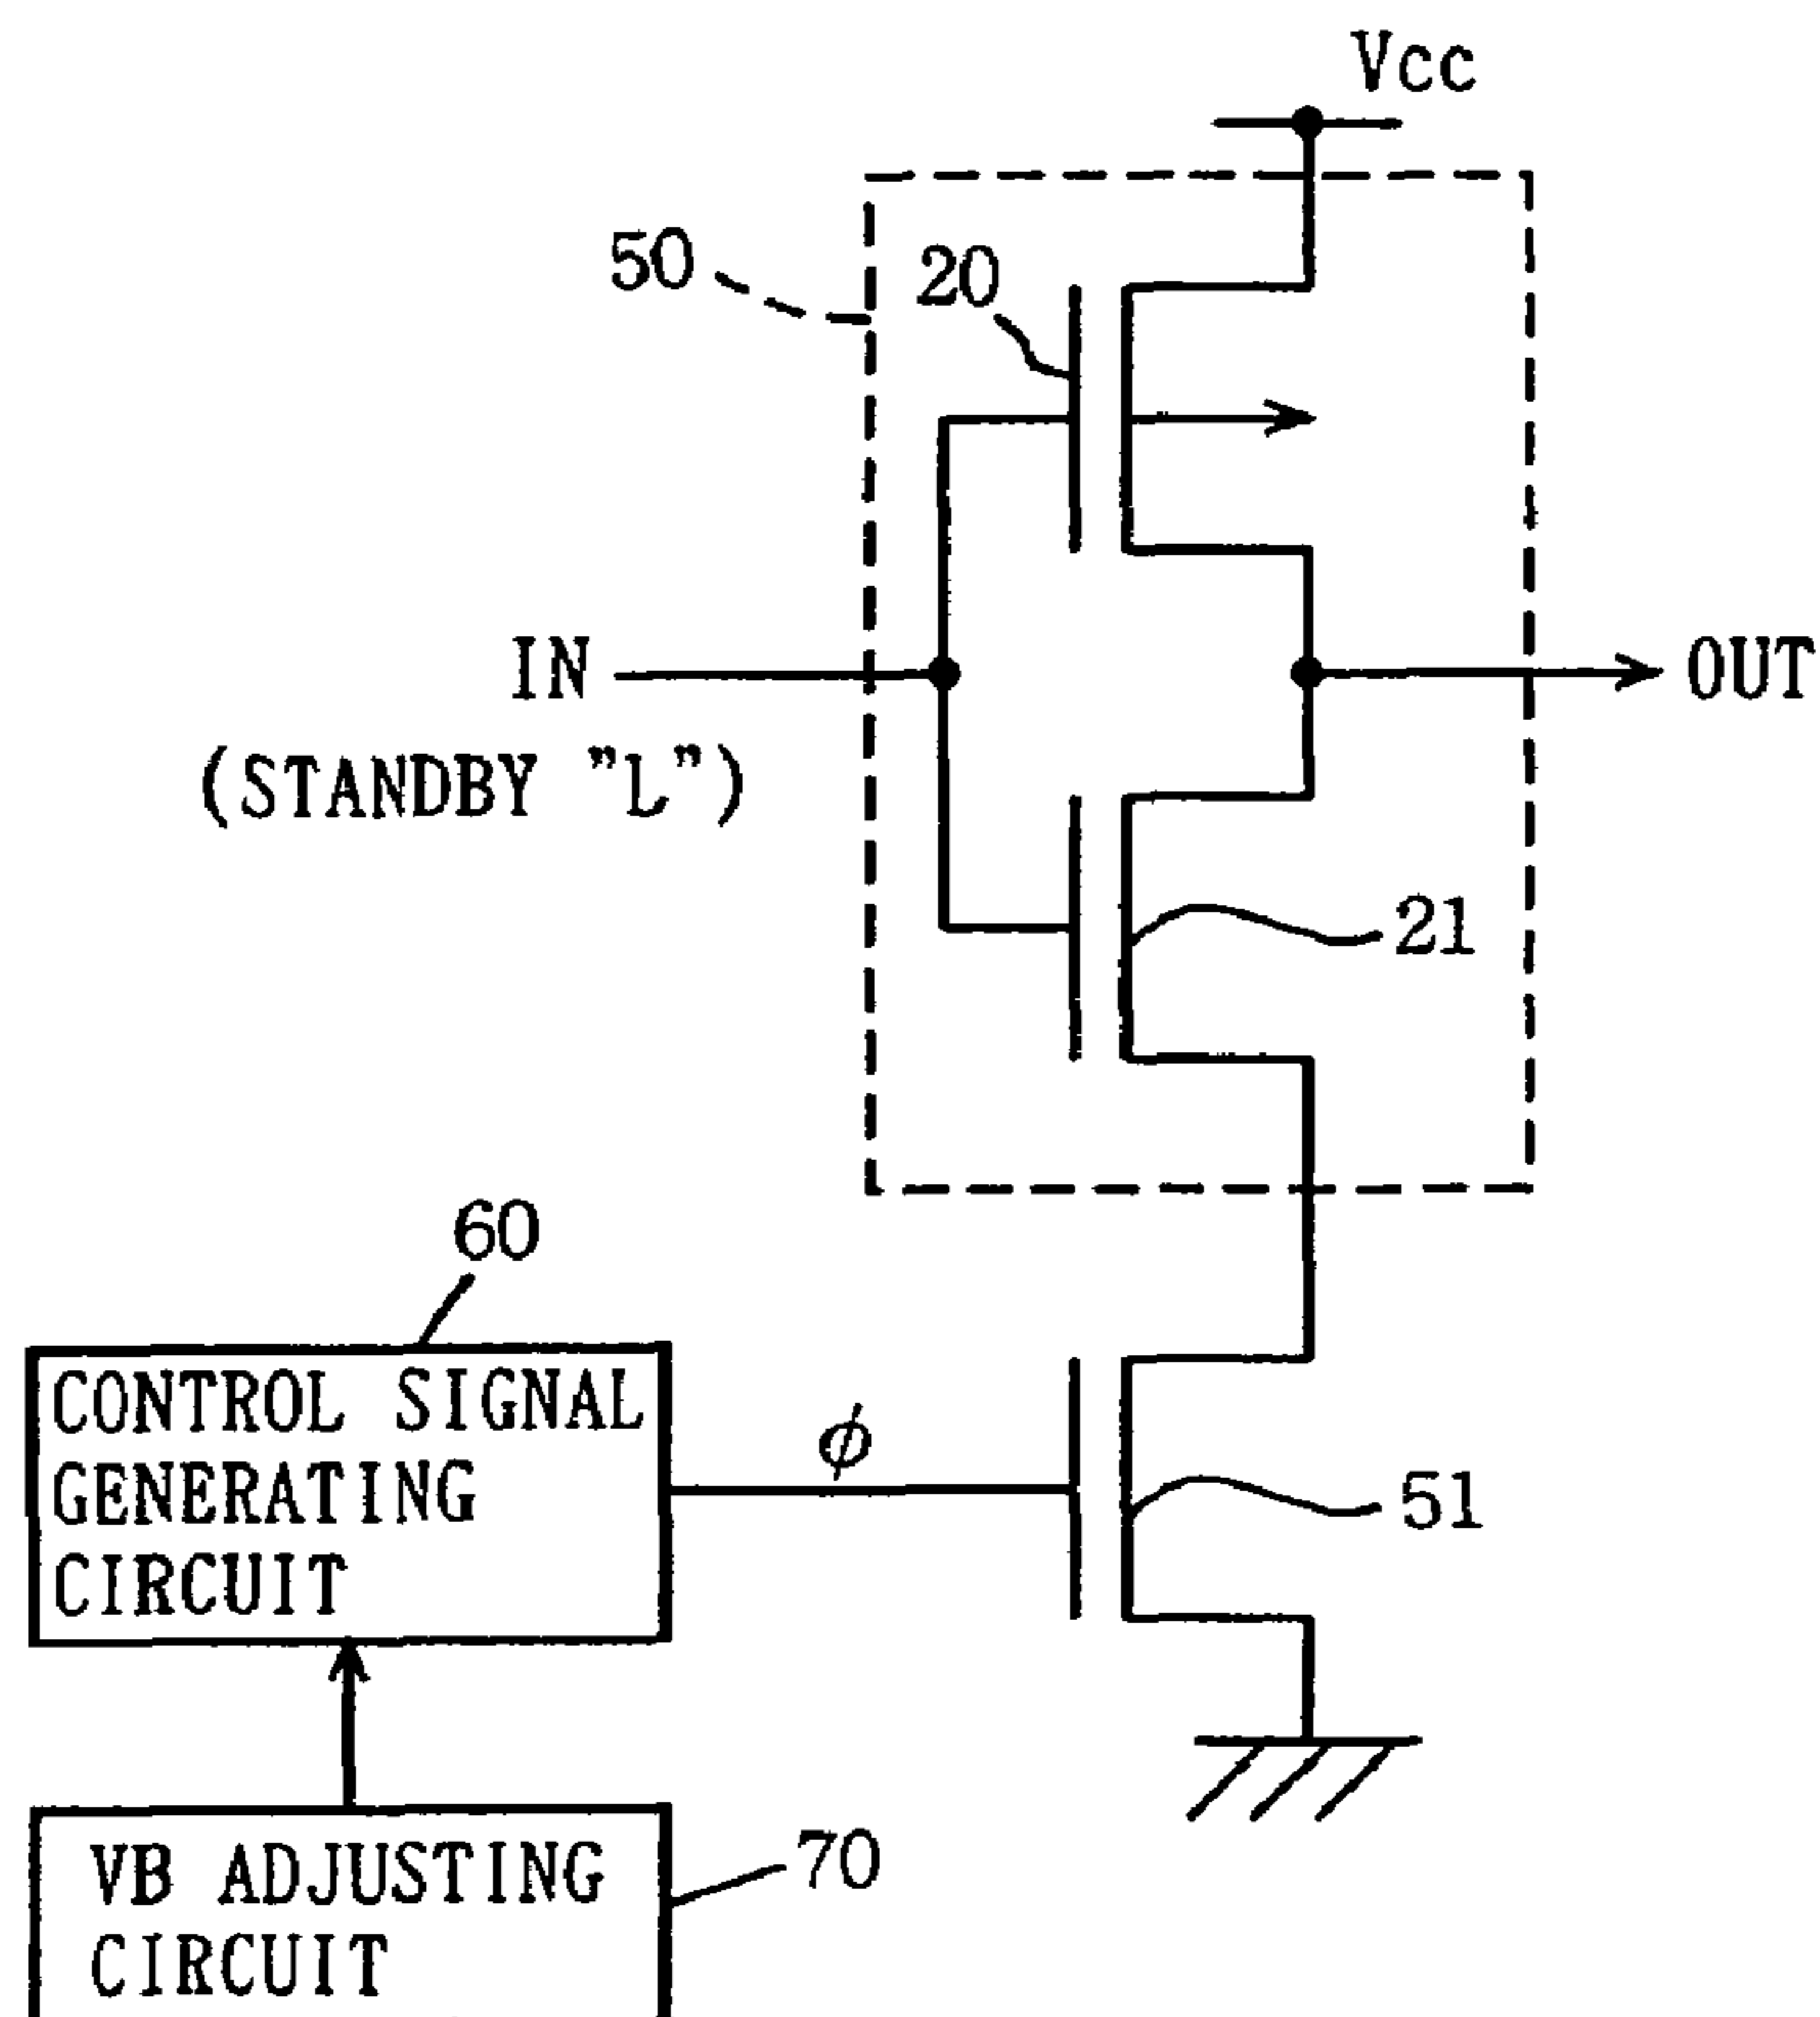 Vcc
50
20
IN
OUT
(STANDBY "L")
21
60
CONTROL SIGNAL
GENERATING
CIRCUIT
φ
51
VB ADJUSTING
CIRCUIT
70